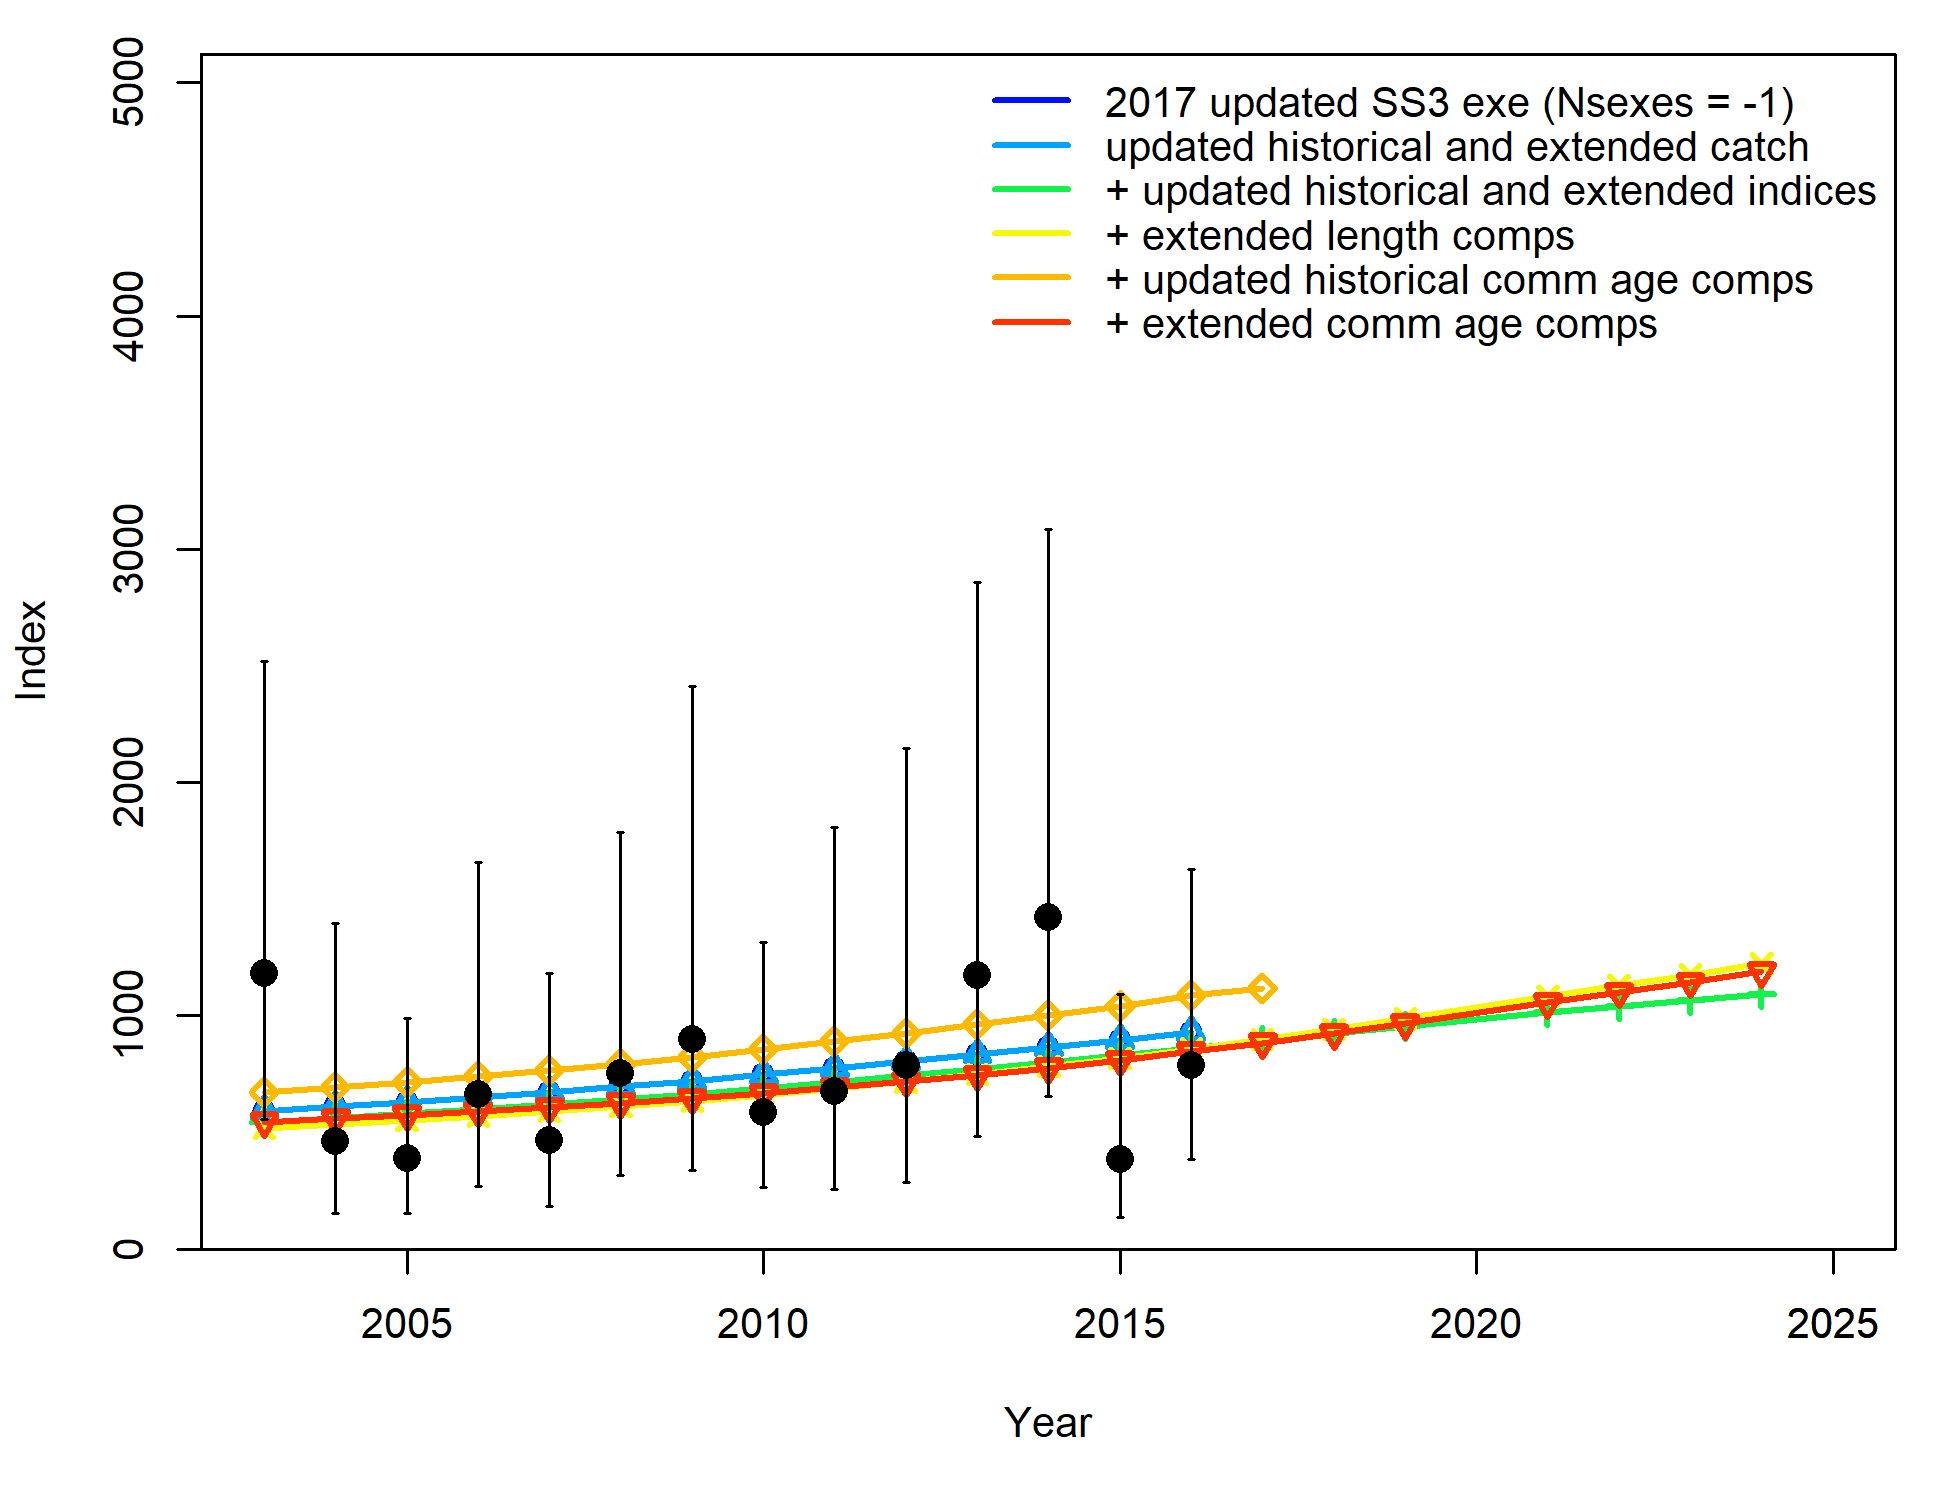 2017 updated SS3 exe (Nsexes = -1)
updated historical and extended catch
+ updated historical and extended indices
+ extended length comps
+ updated historical comm age comps
+ extended comm age comps
Index
5000
4000
3000
2000
1000
0
2005
2010
2015
2020
2025
Year